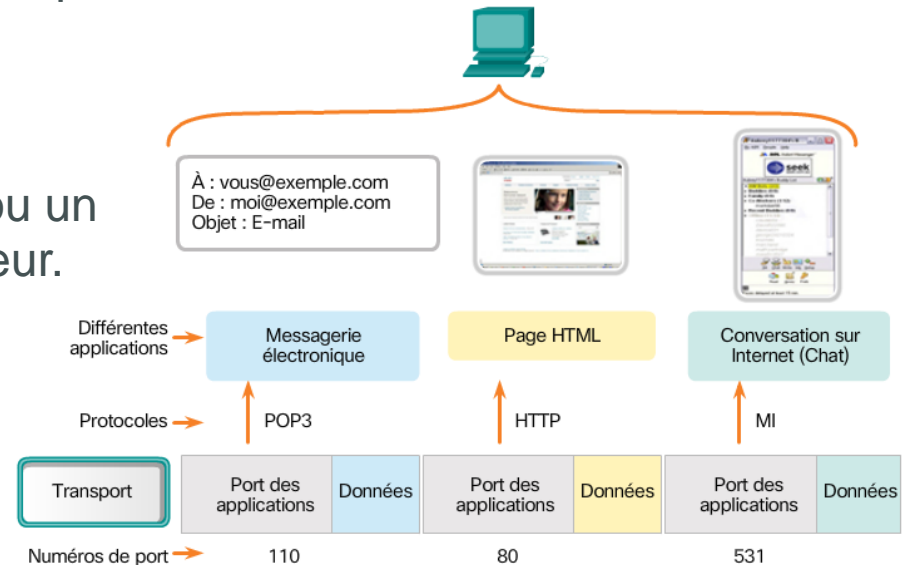 ou un
eur.
À : vous@exemple.com
De : moi@exemple.com
Objet : E-mail
seek
Différentes
applications
Messagerie
électronique
Page HTML
Conversation sur
Internet (Chat)
Protocoles
POP3
HTTP
MI
Transport
Port des
applications
Données
Port des
applications
Données
Port des
applications
Données
Numéros de port
110
80
531